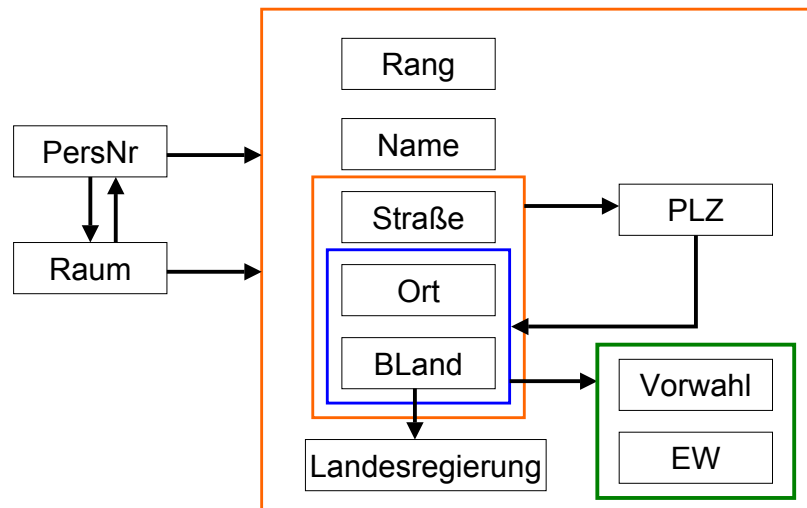 Rang
PersNr
Name
Straße
PLZ
Raum
Ort
BLand
Vorwahl
Landesregierung
EW